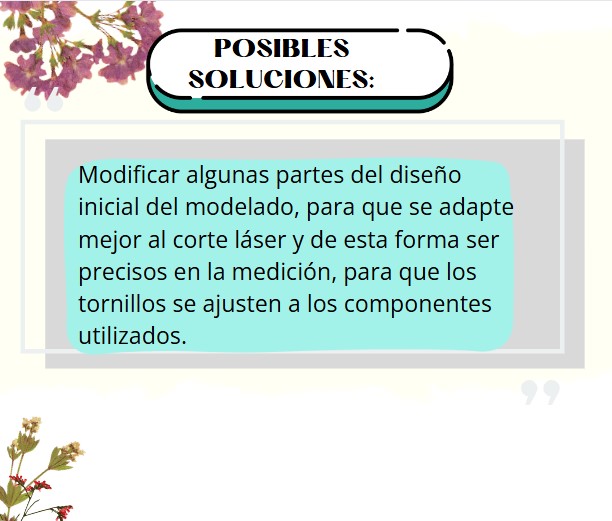 POSIBLES
SOLUCIONES:
“
Modificar algunas partes del diseño
inicial del modelado, para que se adapte
mejor al corte láser y de esta forma ser
precisos en la medición, para que los
tornillos se ajusten a los componentes
utilizados.
”